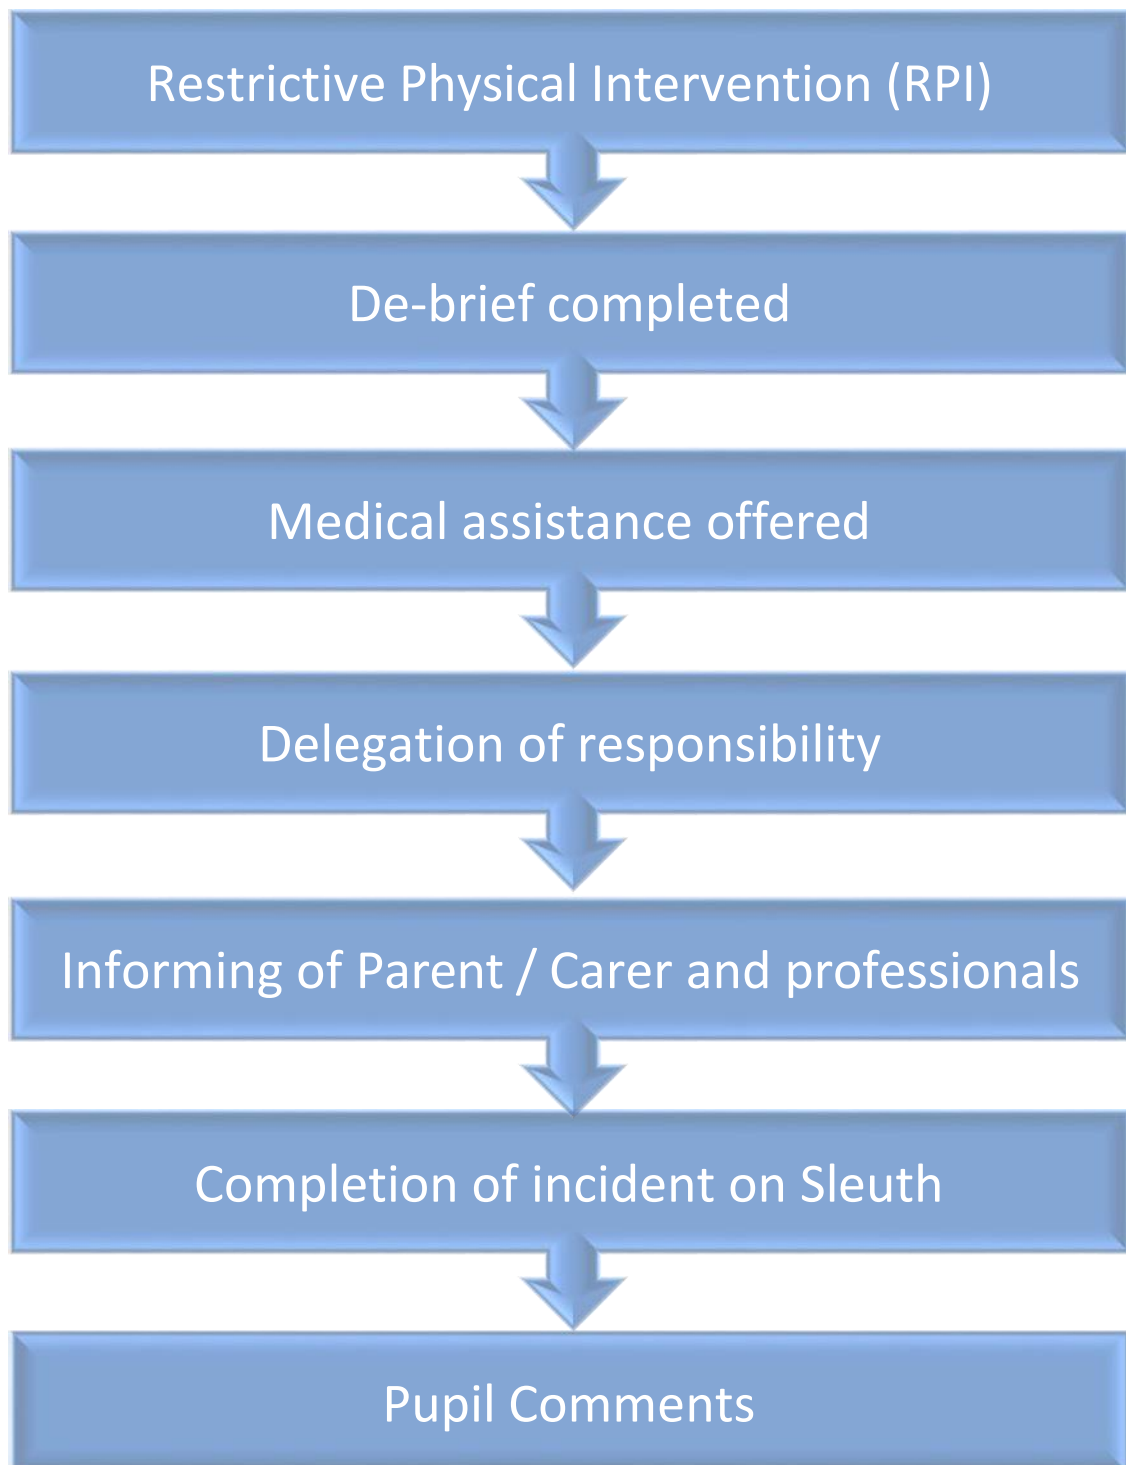 Restrictive Physical Intervention (RPI)
De-brief completed
Medical assistance offered
Delegation of responsibility
Informing of Parent / Carer and professionals
Completion of incident on Sleuth
Pupil Comments